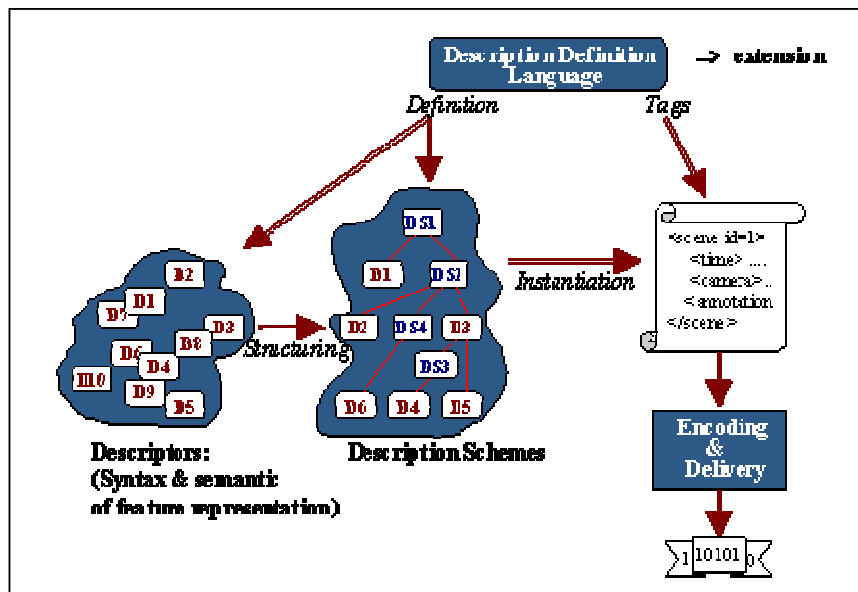 Description Definition
Language
→ extension
Definition
Tags
DS1
D1
DS2
D2
DS4
D3
DS3
D6
D4
D5
D2
D1
D7
D3
D8
D6
D4
D10
D9
D5
Structuring
Instantiation
<scene id=1>
<time> ....
<camera>..
<annotation
</scene>
Descriptors:
(Syntax & semantic
of feature representation)
Description Schemes
Encoding
&
Delivery
1 10101 0